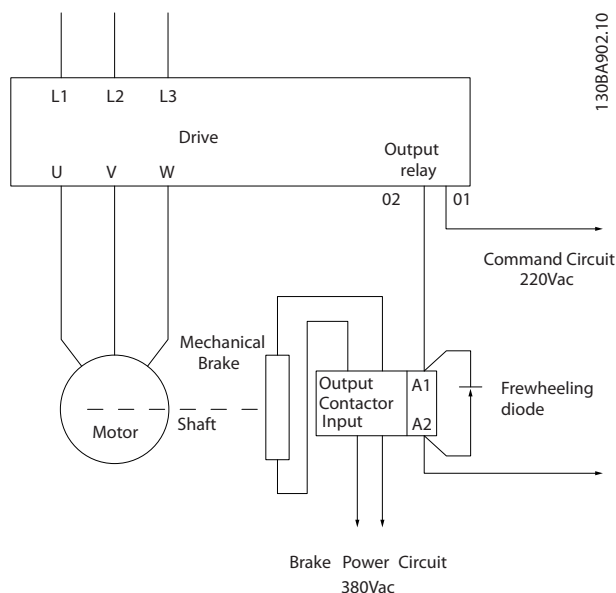 130BA902.10
L1 L2 L3
Drive
U V W
Output
relay
02 01
Command Circuit
220Vac
Mechanical
Brake
Output
Contactor
Input
A1
A2
Frewheeling
diode
Motor
Shaft
Brake Power Circuit
380Vac